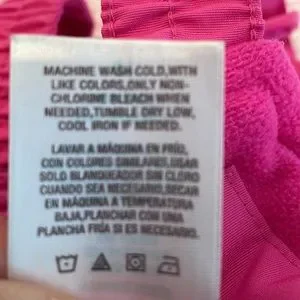 MACHINE WASH COLD,WITH
LIKE COLORS,ONLY NON-
CHLORINE BLEACH WHEN
NEEDED,TUMBLE DRY LOW,
COOL IRON IF NEEDED.
LAVAR A MÁQUINA EN FRÍO,
CON COLORES SIMILARES,USAR
SOLO BLANQUEADOR SIN CLORO
CUANDO SEA NECESARIO,SECAR
EN MÁQUINA A TEMPERATURA
BAJA,PLANCHAR CON UNA
PLANCHA FRÍA SI ES NECESARIO.